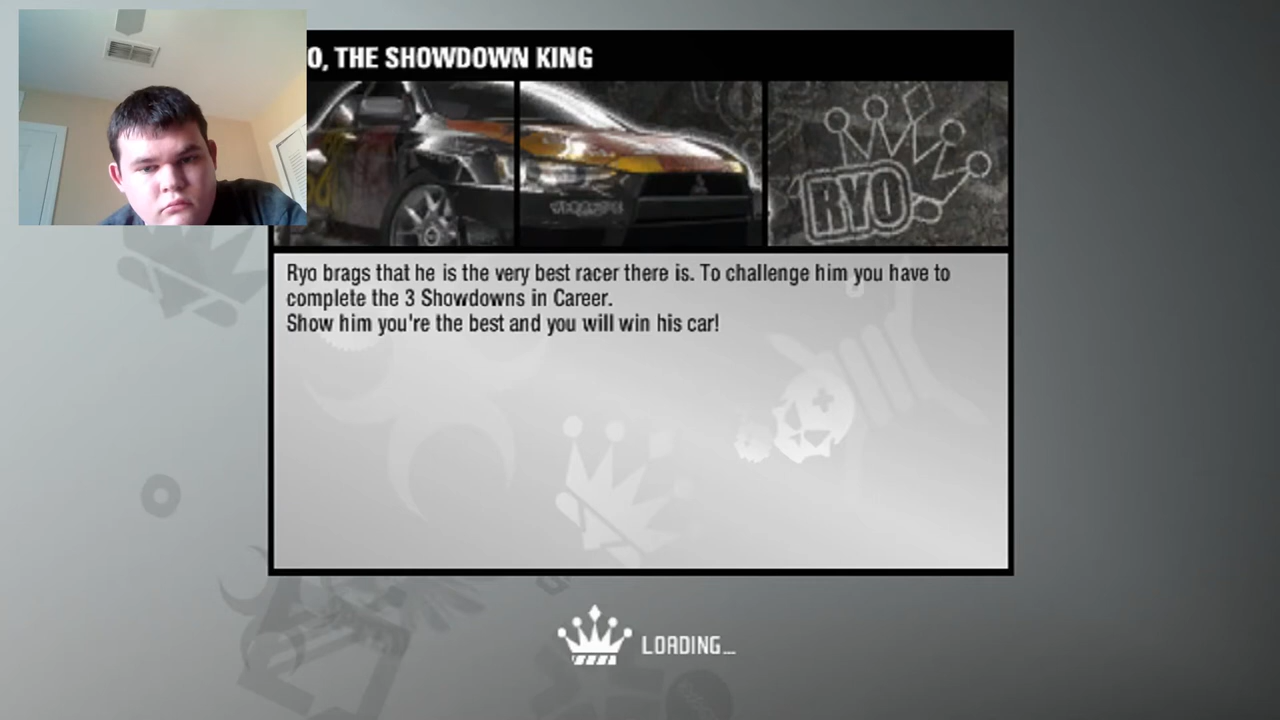 O, THE SHOWDOWN KING
RYO
Ryo brags that he is the very best racer there is. To challenge him you have to
complete the 3 Showdowns in Career.
Show him you're the best and you will win his car!
LOADING...